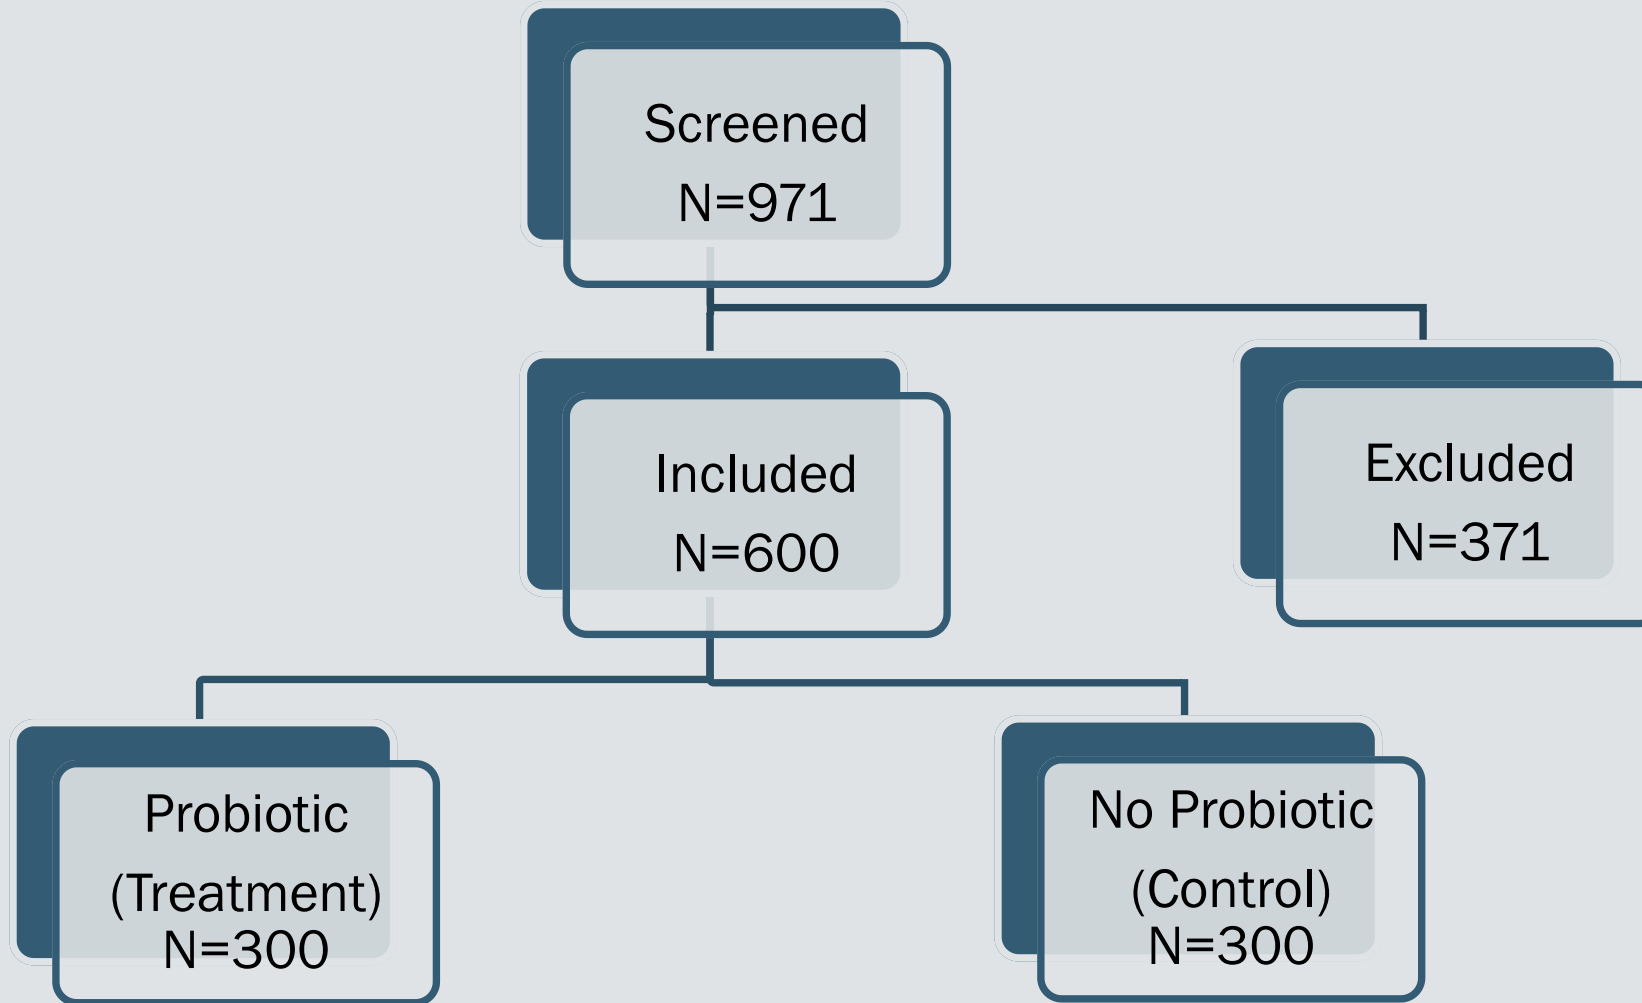 Screened
N=971
Included
N=600
Excluded
N=371
Probiotic
(Treatment)
N=300
No Probiotic
(Control)
N=300